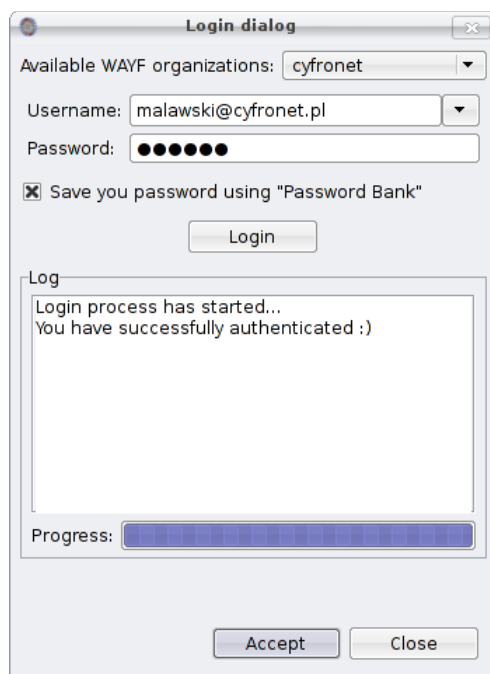 Login dialog
Available WAYF organizations: cyfronet
Username: malawski@cyfronet.pl
Password: ●●●●●●
Save you password using "Password Bank"
Login
Log
Login process has started...
You have successfully authenticated :)
Progress:
Accept Close